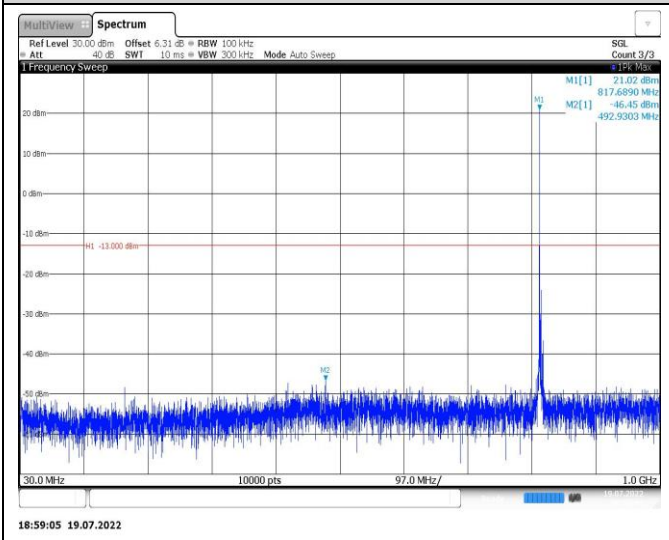 MultiView Spectrum
Ref Level 30.00 dBm Offset 6.31 dB RBW 100 kHz SGL
Att 40 dB SWT 10 ms VBW 300 kHz Mode Auto Sweep Count 3/3
1 Frequency Sweep 1Pk Max
M1[1] 21.02 dBm
817.6890 MHz
M1
M2[1] -46.45 dBm
492.9303 MHz
20 dBm
10 dBm
0 dBm
-10 dBm
H1 -13.000 dBm
-20 dBm
-30 dBm
-40 dBm
M2
-50 dBm
30.0 MHz 10000 pts 97.0 MHz/ 1.0 GHz
19.07.2022
18:59:05 19.07.2022